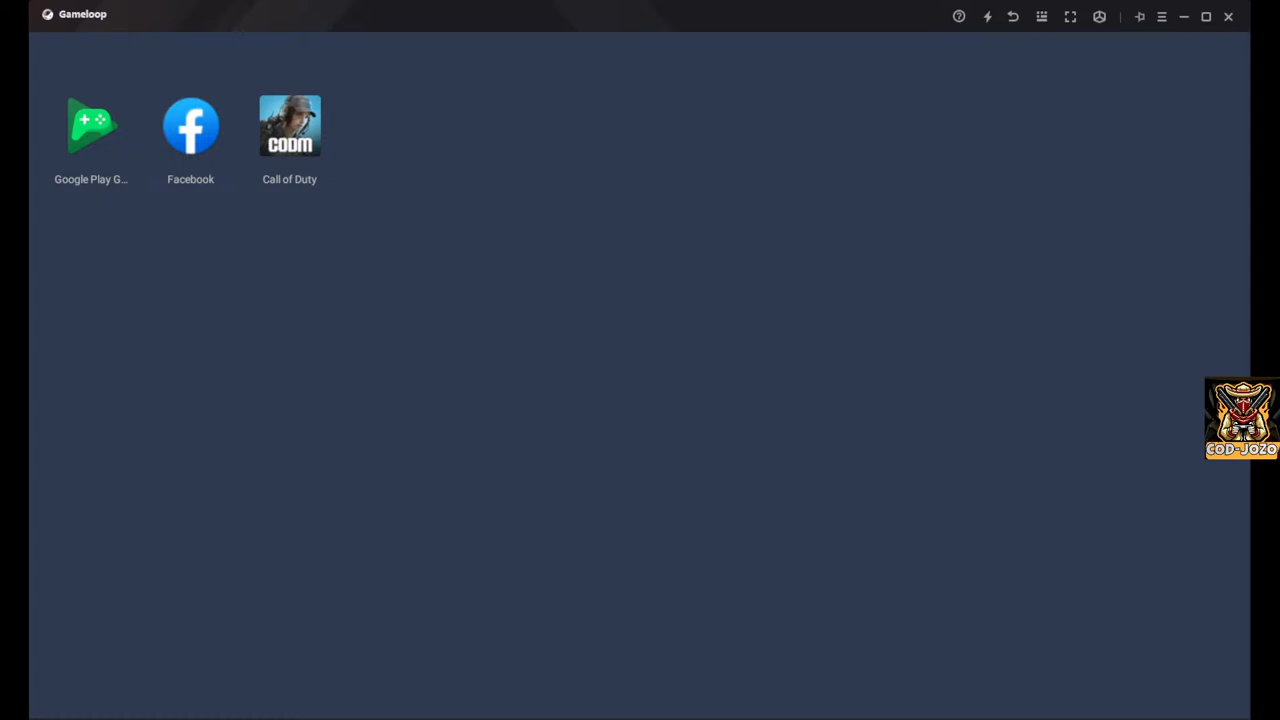 Gameloop
Google Play G...
Facebook
CODM
Call of Duty
COD-JOZO